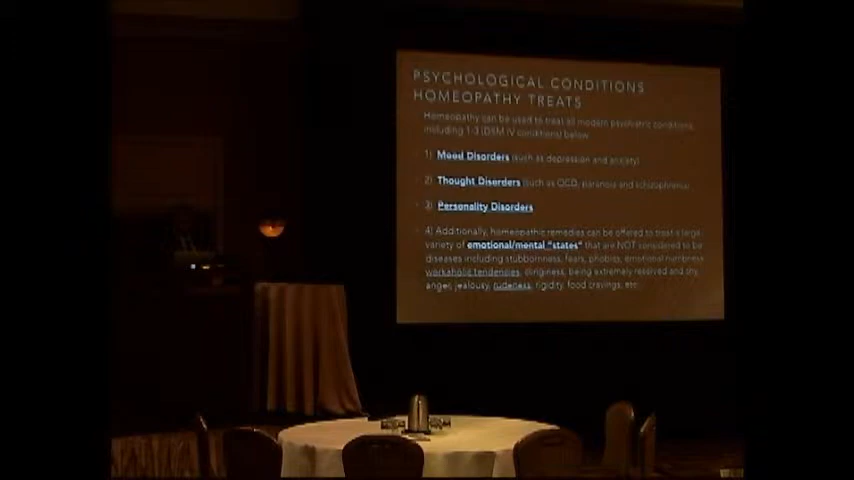 PSYCHOLOGICAL CONDITIONS
HOMEOPATHY TREATS
Homeopathy can be used to treat all modern psychiatric conditions,
including 1-3 (DSM IV conditions) below
1) Mood Disorders (such as depression and anxiety)
2) Thought Disorders (such as OCD, paranoia and schizophrenia)
3) Personality Disorders
4) Additionally, homeopathic remedies can be offered to treat a large
variety of emotional/mental "states" that are NOT considered to be
diseases including stubbornness, fears, phobias, emotional numbness
workaholic tendencies, clinginess, being extremely reserved and shy,
anger, jealousy, rudeness, rigidity, food cravings, etc.